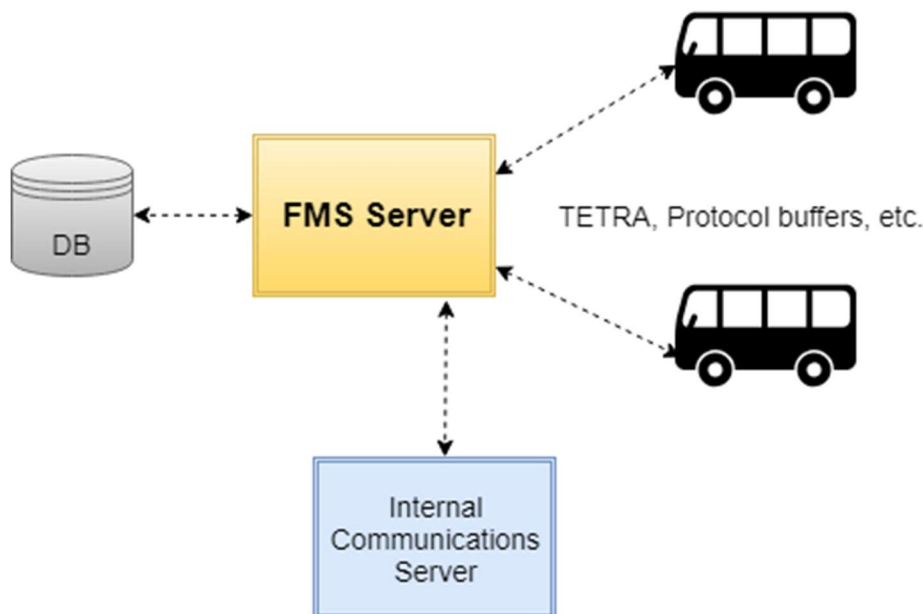 DB
FMS Server
TETRA, Protocol buffers, etc.
Internal
Communications
Server